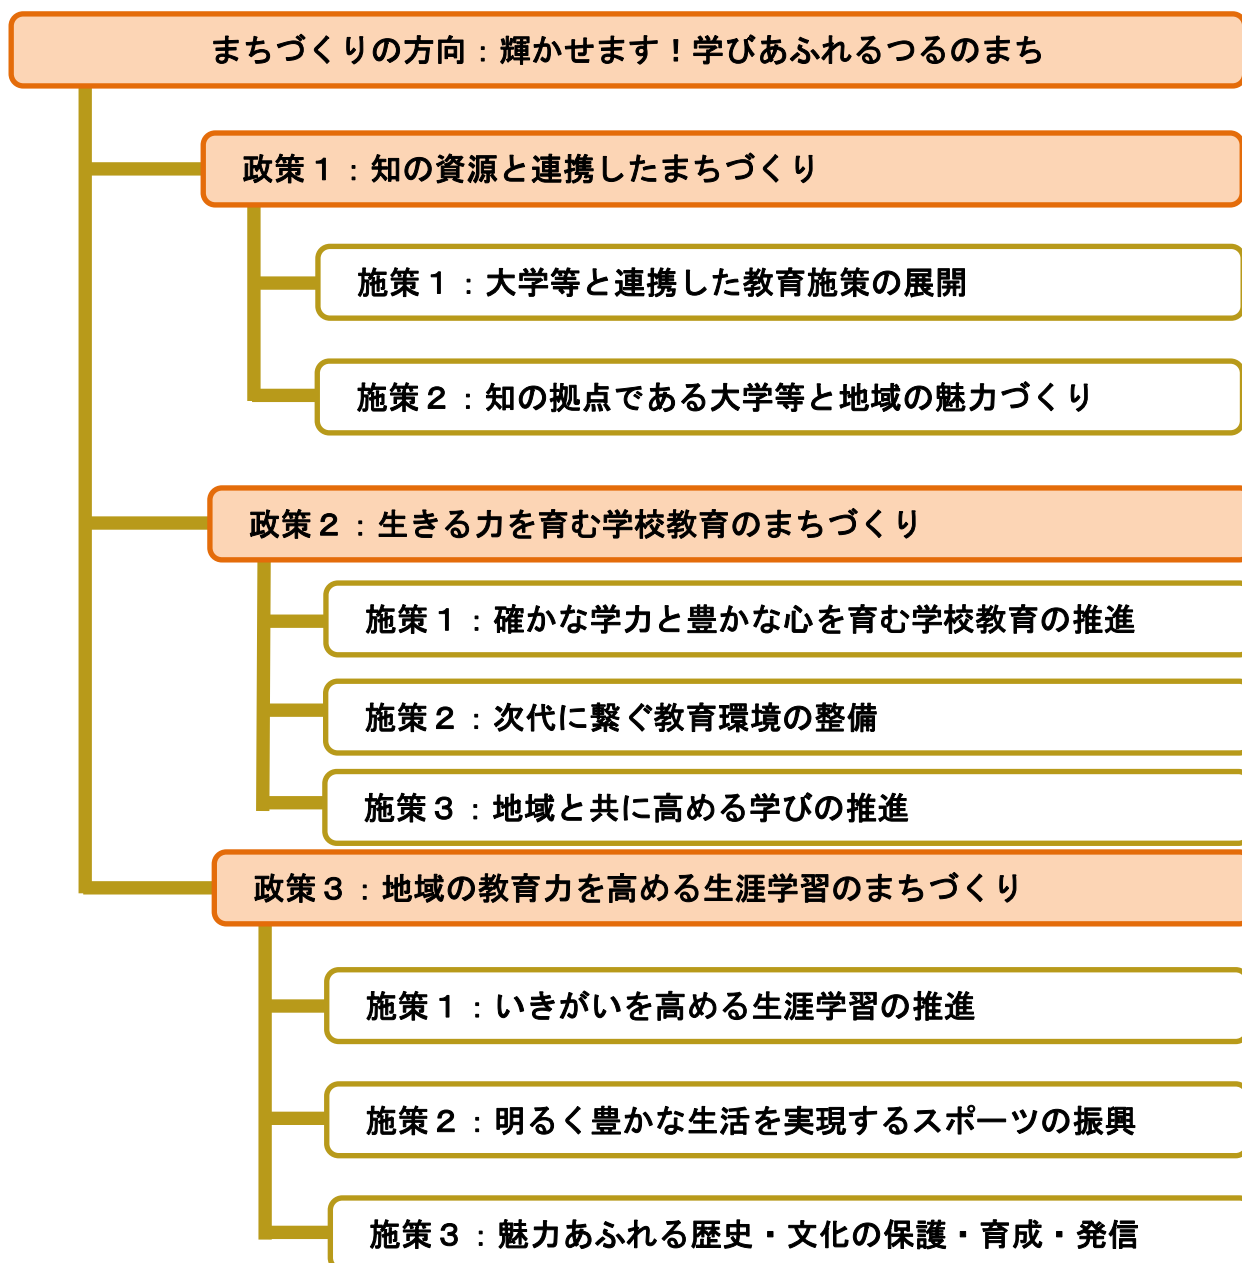 まちづくりの方向：輝かせます！学びあふれるつるのまち
政策１：知の資源と連携したまちづくり
施策１：大学等と連携した教育施策の展開
施策２：知の拠点である大学等と地域の魅力づくり
政策２：生きる力を育む学校教育のまちづくり
施策１：確かな学力と豊かな心を育む学校教育の推進
施策２：次代に繋ぐ教育環境の整備
施策３：地域と共に高める学びの推進
政策３：地域の教育力を高める生涯学習のまちづくり
施策１：いきがいを高める生涯学習の推進
施策２：明るく豊かな生活を実現するスポーツの振興
施策３：魅力あふれる歴史・文化の保護・育成・発信